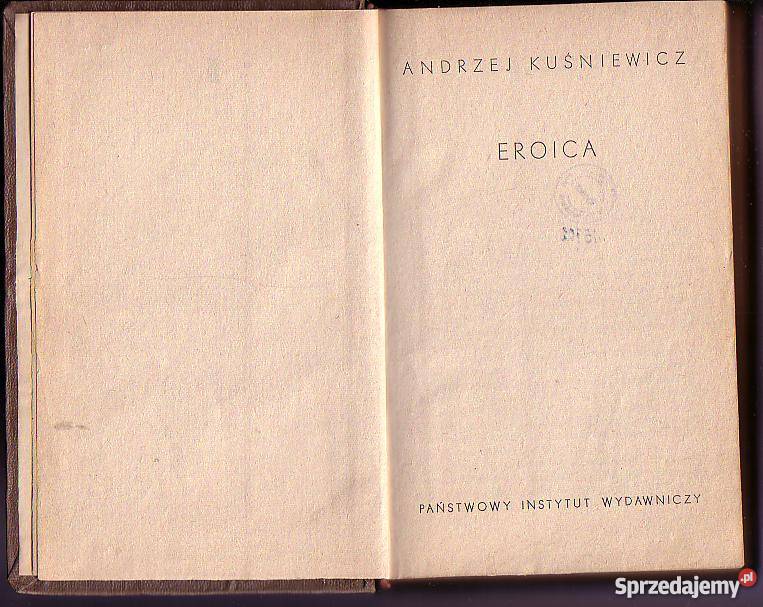 ANDRZEJ KUŚNIEWICZ
EROICA
PAŃSTWOWY INSTYTUT WYDAWNICZY
Sprzedajemy.pl